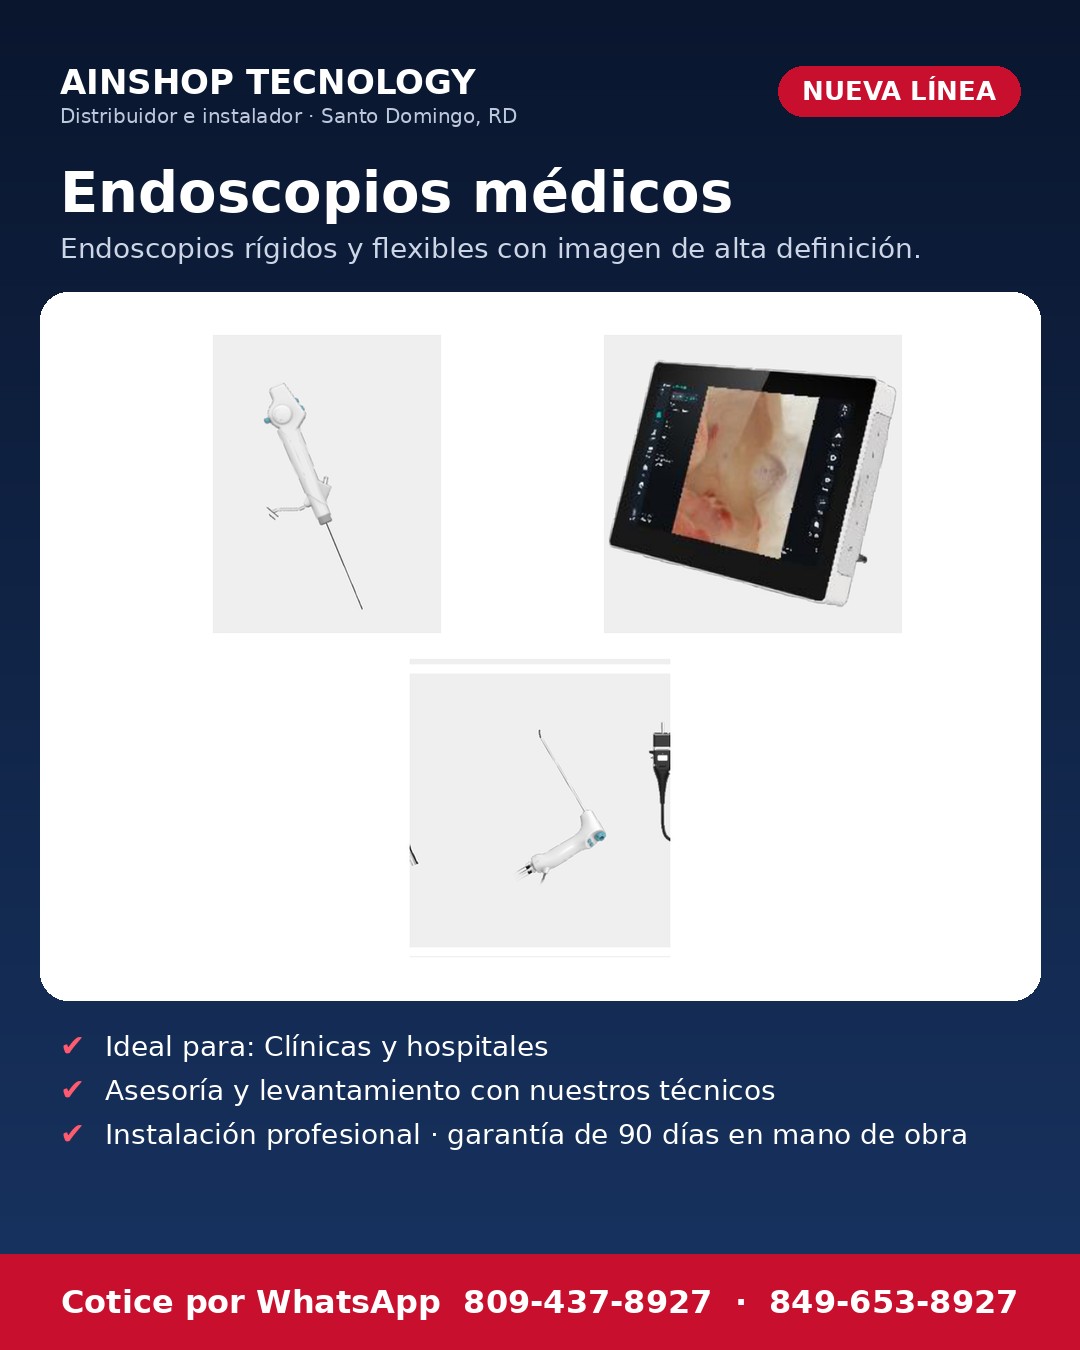 AINSHOP TECNOLOGY
NUEVA LÍNEA
Distribuidor e instalador · Santo Domingo, RD
Endoscopios médicos
Endoscopios rígidos y flexibles con imagen de alta definición.
✔ Ideal para: Clínicas y hospitales
✔ Asesoría y levantamiento con nuestros técnicos
✔ Instalación profesional · garantía de 90 días en mano de obra
Cotice por WhatsApp 809-437-8927 · 849-653-8927